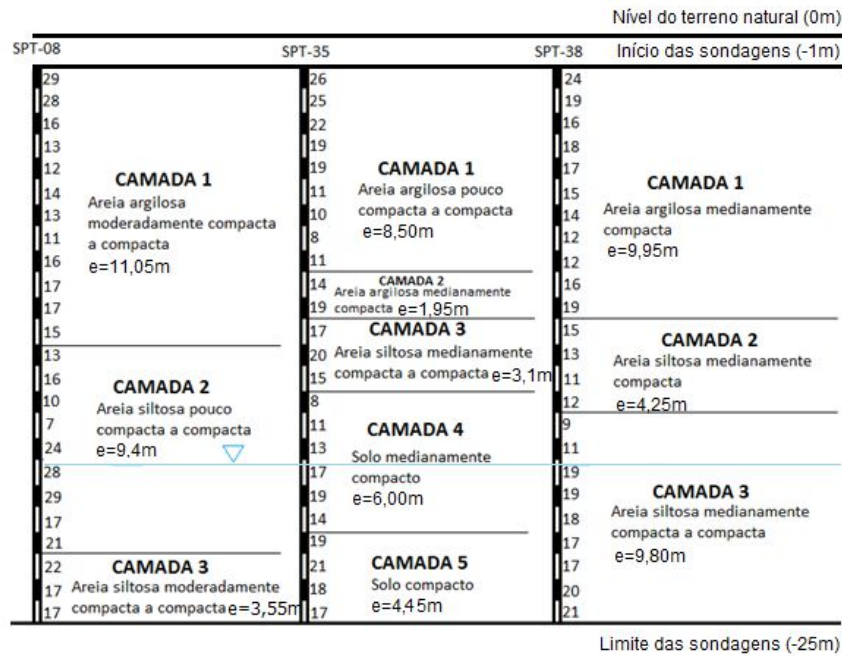 Nível do terreno natural (0m)
SPT-08
SPT-35
SPT-38
Início das sondagens (-1m)
29
28
16
13
12
14
13
11
16
17
17
15
13
16
10
7
24
28
29
17
21
22
17
17
CAMADA 1
Areia argilosa
moderadamente compacta
a compacta
e=11,05m
CAMADA 2
Areia siltosa pouco
compacta a compacta
e=9,4m
CAMADA 3
Areia siltosa moderadamente
compacta a compacta e=3,55m
26
25
22
19
19
11
10
8
11
14
19
17
20
15
8
11
13
17
19
14
19
21
18
17
CAMADA 1
Areia argilosa pouco
compacta a compacta
e=8,50m
CAMADA 2
Areia argilosa medianamente
compacta e=1,95m
CAMADA 3
Areia siltosa medianamente
compacta a compacta e=3,1m
CAMADA 4
Solo medianamente
compacto
e=6,00m
CAMADA 5
Solo compacto
e=4,45m
24
19
16
18
17
15
14
12
12
16
19
15
13
11
12
9
11
19
19
18
17
17
20
21
CAMADA 1
Areia argilosa medianamente
compacta
e=9,95m
CAMADA 2
Areia siltosa medianamente
compacta
e=4,25m
CAMADA 3
Areia siltosa medianamente
compacta a compacta
e=9,80m
Limite das sondagens (-25m)